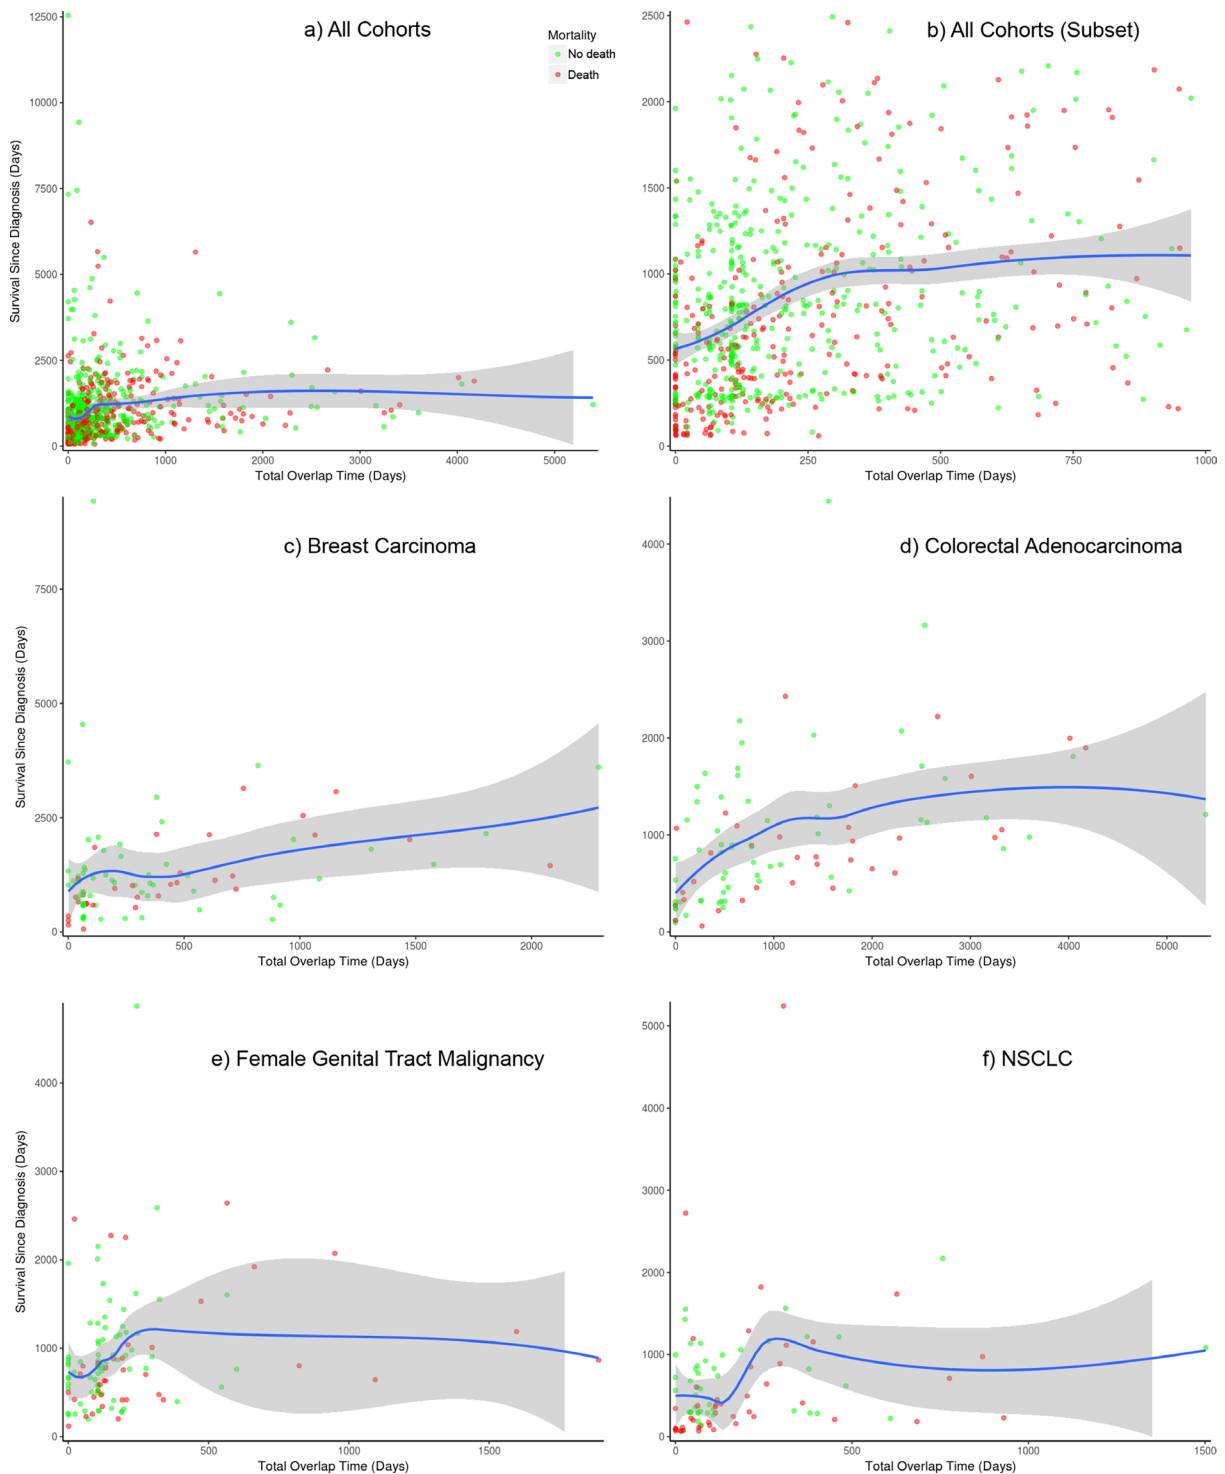 a) All Cohorts
Mortality
No death
Death
Survival Since Diagnosis (Days)
12500
10000
7500
5000
2500
0
0 1000 2000 3000 4000 5000
Total Overlap Time (Days)
b) All Cohorts (Subset)
2500
2000
1500
1000
500
0
0 250 500 750 1000
Total Overlap Time (Days)
c) Breast Carcinoma
Survival Since Diagnosis (Days)
7500
5000
2500
0
0 500 1000 1500 2000
Total Overlap Time (Days)
d) Colorectal Adenocarcinoma
4000
3000
2000
1000
0
0 1000 2000 3000 4000 5000
Total Overlap Time (Days)
e) Female Genital Tract Malignancy
Survival Since Diagnosis (Days)
4000
3000
2000
1000
0
0 500 1000 1500
Total Overlap Time (Days)
f) NSCLC
5000
4000
3000
2000
1000
0
0 500 1000 1500
Total Overlap Time (Days)